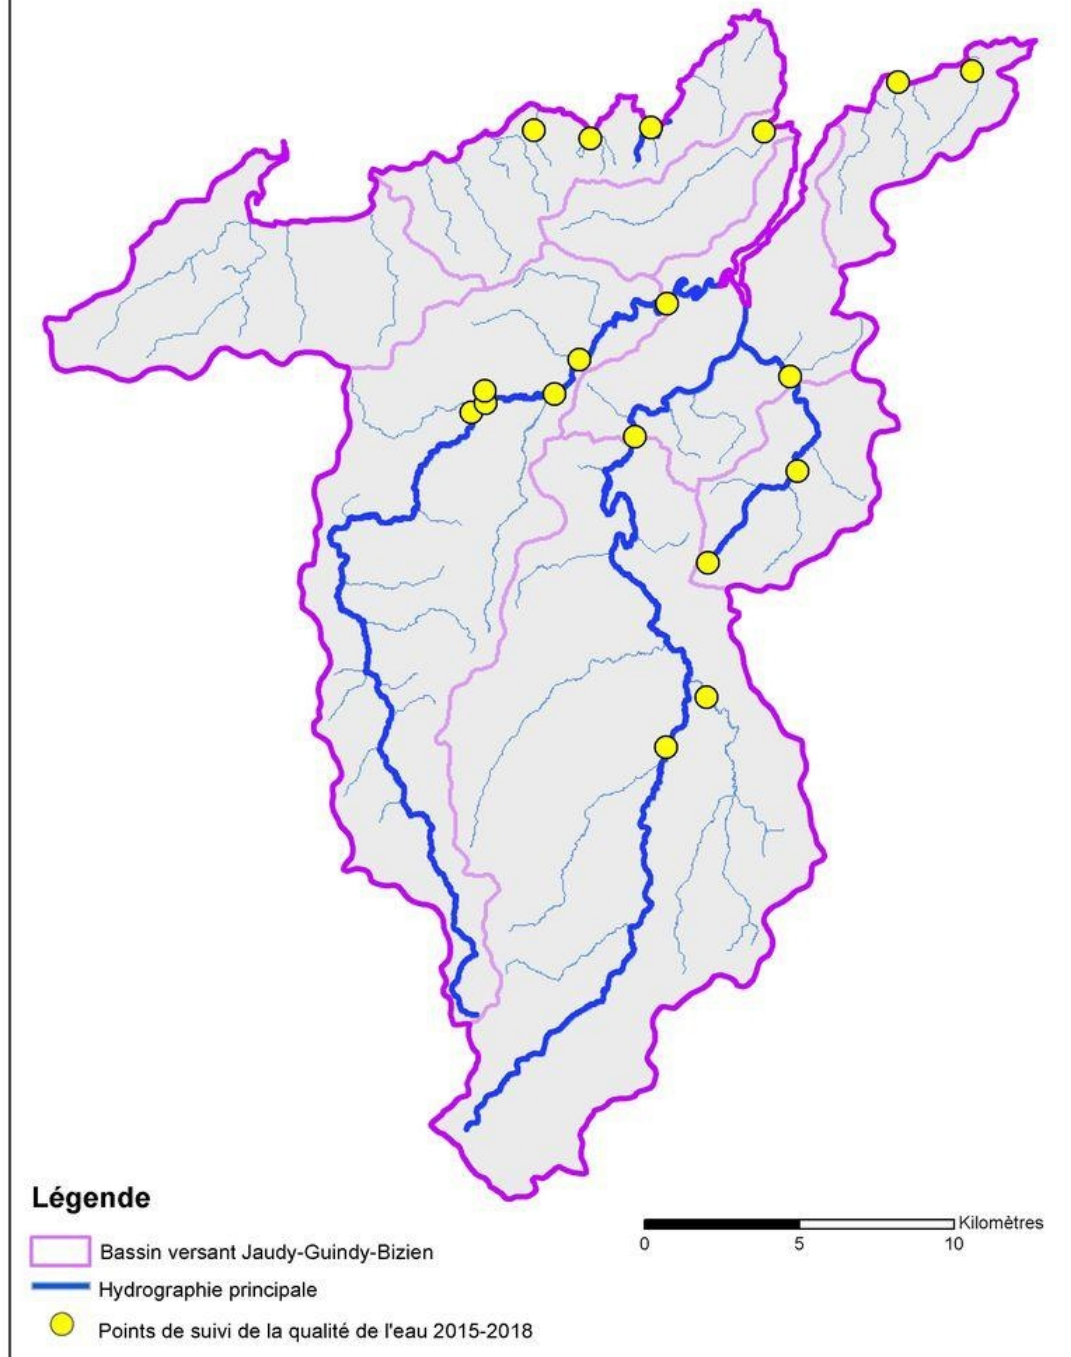 Légende
Bassin versant Jaudy-Guindy-Bizien
Hydrographie principale
Points de suivi de la qualité de l'eau 2015-2018
Kilomètres
0 5 10